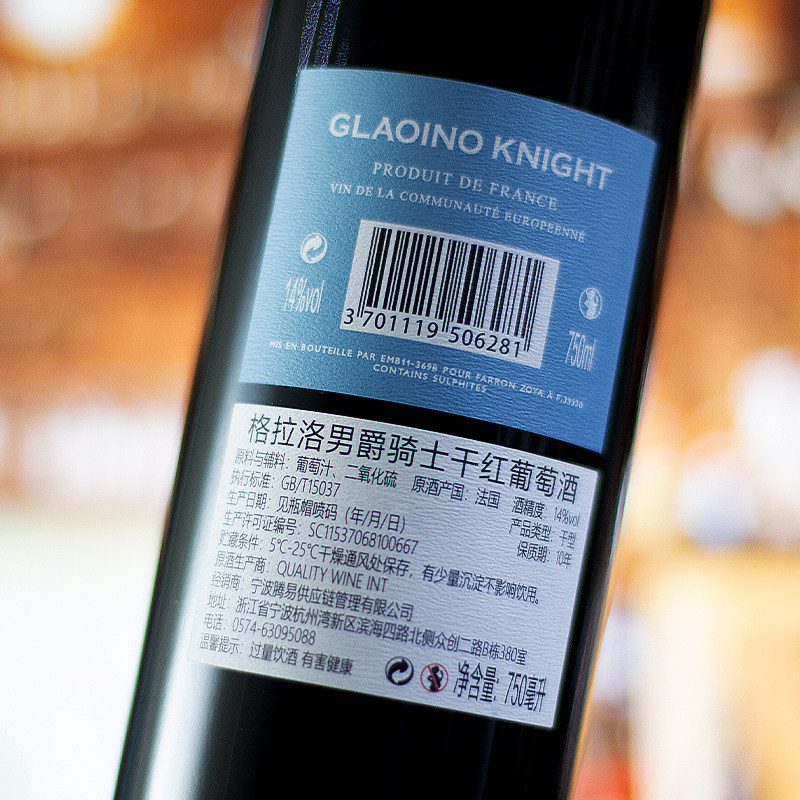 GLAOINO KNIGHT
PRODUIT DE FRANCE
VIN DE LA COMMUNAUTÉ EUROPÉENNE
14%vol
3 701119 506281
750ml
MIS EN BOUTEILLE PAR EMB11-369B POUR FARRON ZOYA À F.33330
CONTAINS SULPHITES
格拉洛男爵骑士干红葡萄酒
原料与辅料：葡萄汁、二氧化硫 原酒产国：法国 酒精度：14%vol
执行标准：GB/T15037 产品类型：干型
生产日期：见瓶帽喷码（年/月/日） 保质期：10年
生产许可证编号：SC11537068100667
贮藏条件：5℃-25℃干燥通风处保存，有少量沉淀不影响饮用。
原酒生产商：QUALITY WINE INT
经销商：宁波腾易供应链管理有限公司
地址：浙江省宁波杭州湾新区滨海四路北侧众创二路B栋380室
电话：0574-63095088
温馨提示：过量饮酒 有害健康
净含量：750毫升